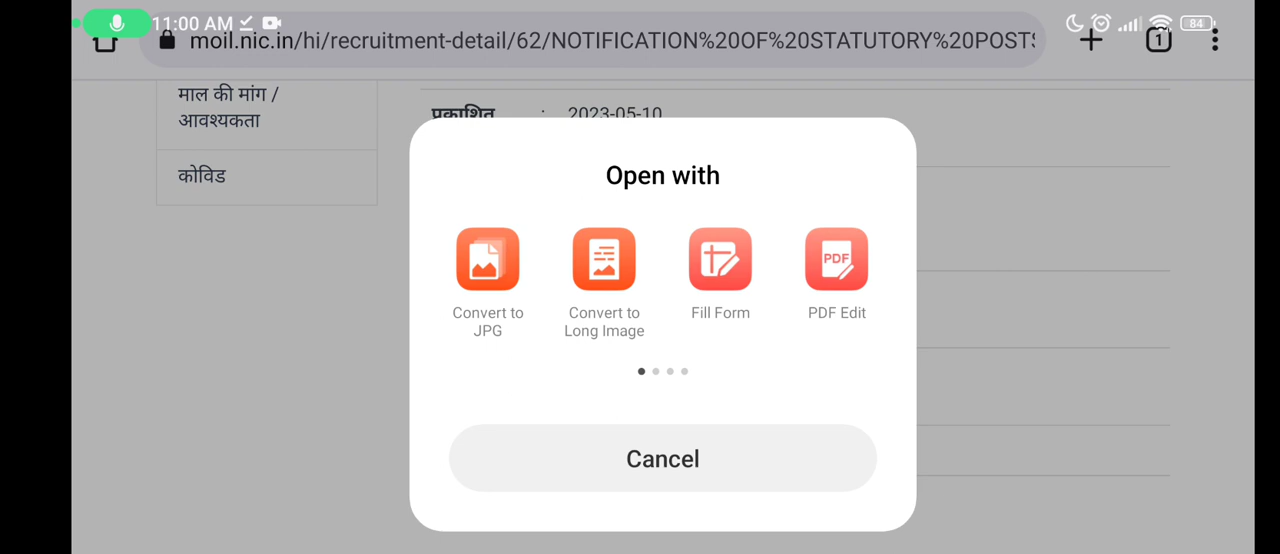 11:00 AM
84
moil.nic.in/hi/recruitment-detail/62/NOTIFICATION%20OF%20STATUTORY%20POSTS
1
माल की मांग /
आवश्यकता
कोविड
प्रकाशित : 2023-05-10
Open with
Convert to
JPG
Convert to
Long Image
Fill Form
PDF
PDF Edit
Cancel